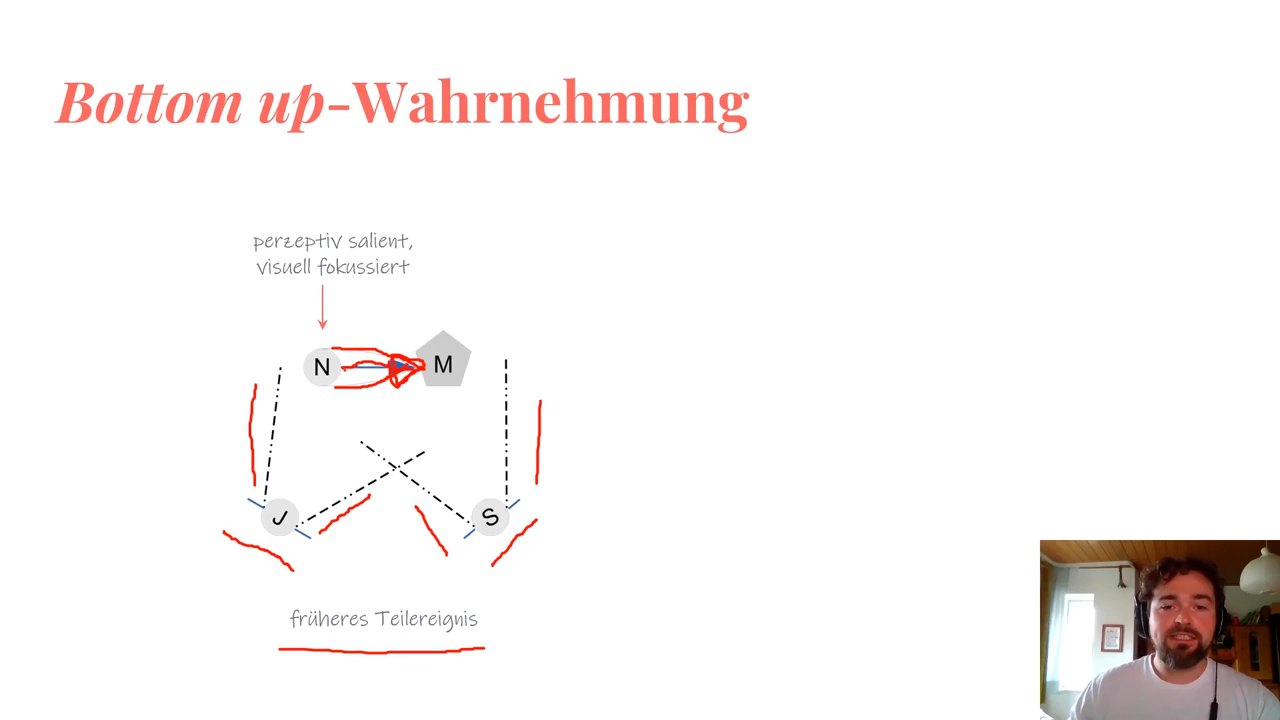 Bottom up-Wahrnehmung
perzeptiv salient,
visuell fokussiert
N
M
J
S
früheres Teilereignis